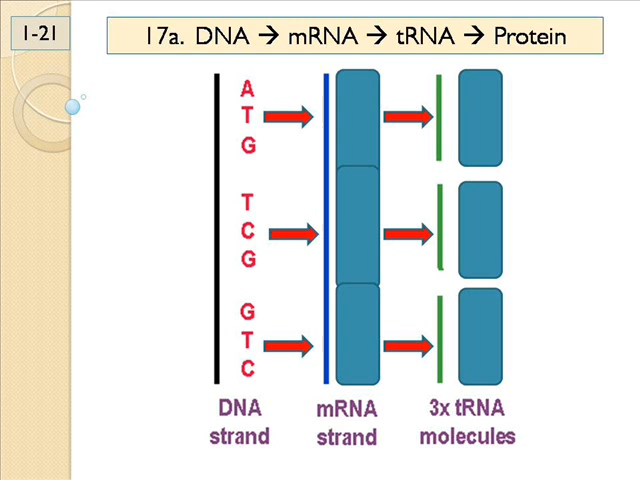 1-21
17a. DNA → mRNA → tRNA → Protein
A
T
G
T
C
G
G
T
C
DNA
strand
mRNA
strand
3x tRNA
molecules